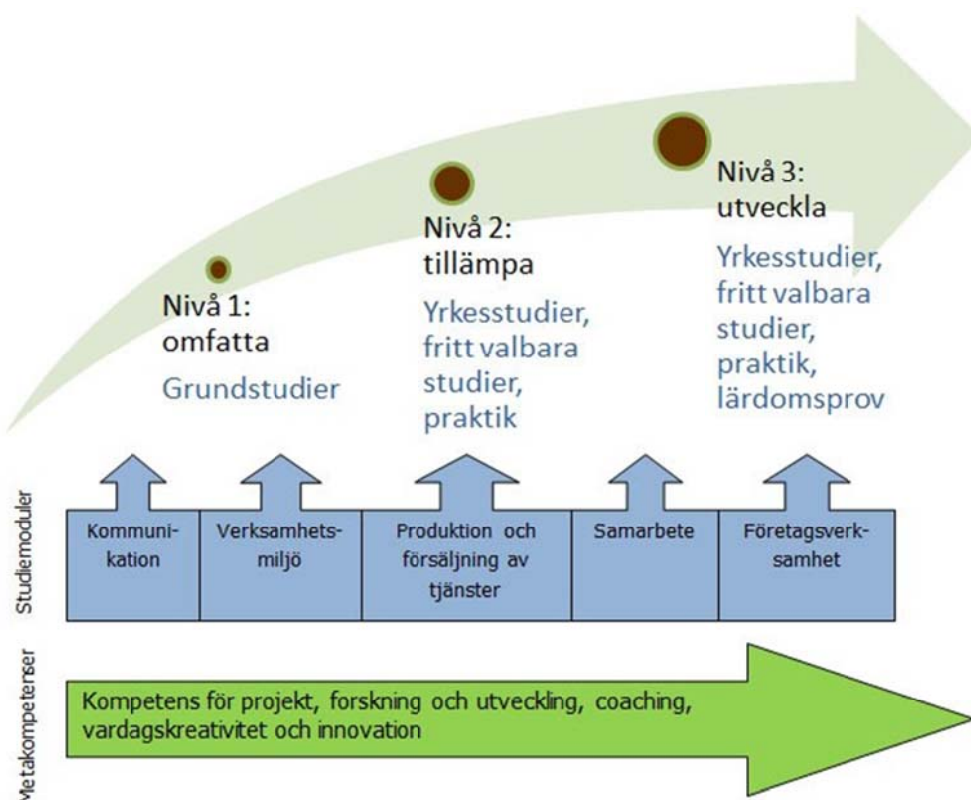 Nivå 1:
omfatta
Grundstudier
Nivå 2:
tillämpa
Yrkesstudier,
fritt valbara
studier,
praktik
Nivå 3:
utveckla
Yrkesstudier,
fritt valbara
studier,
praktik,
lärdomsprov
Studiemoduler
Kommuni-
kation
Verksamhets-
miljö
Produktion och
försäljning av
tjänster
Samarbete
Företagsverk-
samhet
Metakompetenser
Kompetens för projekt, forskning och utveckling, coaching,
vardagskreativitet och innovation